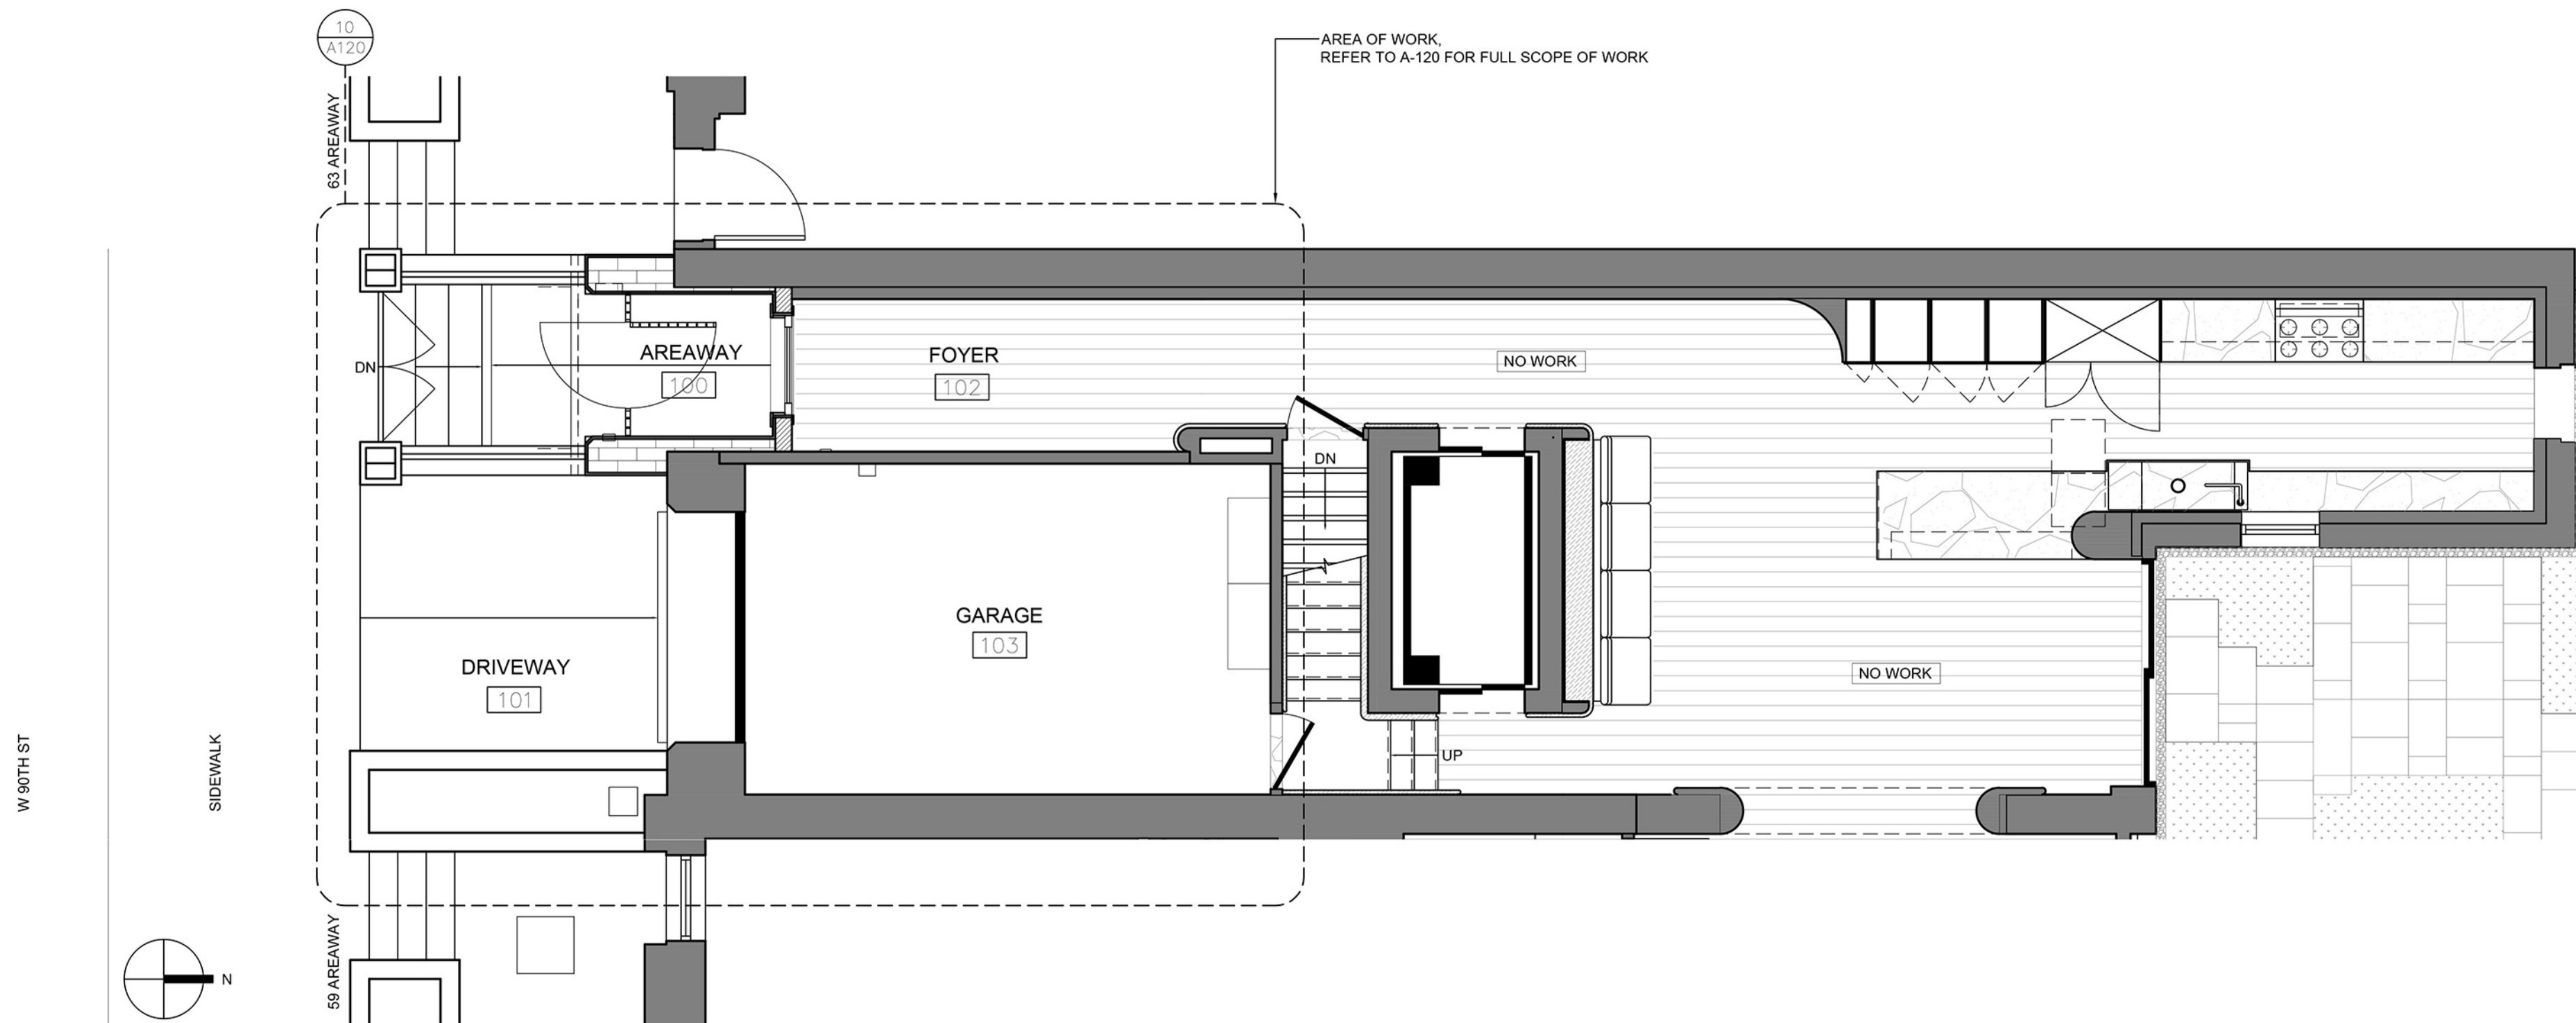 10
A120
AREA OF WORK,
REFER TO A-120 FOR FULL SCOPE OF WORK
63 AREAWAY
DN
AREAWAY
100
FOYER
102
NO WORK
DN
GARAGE
103
DRIVEWAY
101
NO WORK
UP
W 90TH ST
SIDEWALK
59 AREAWAY
N